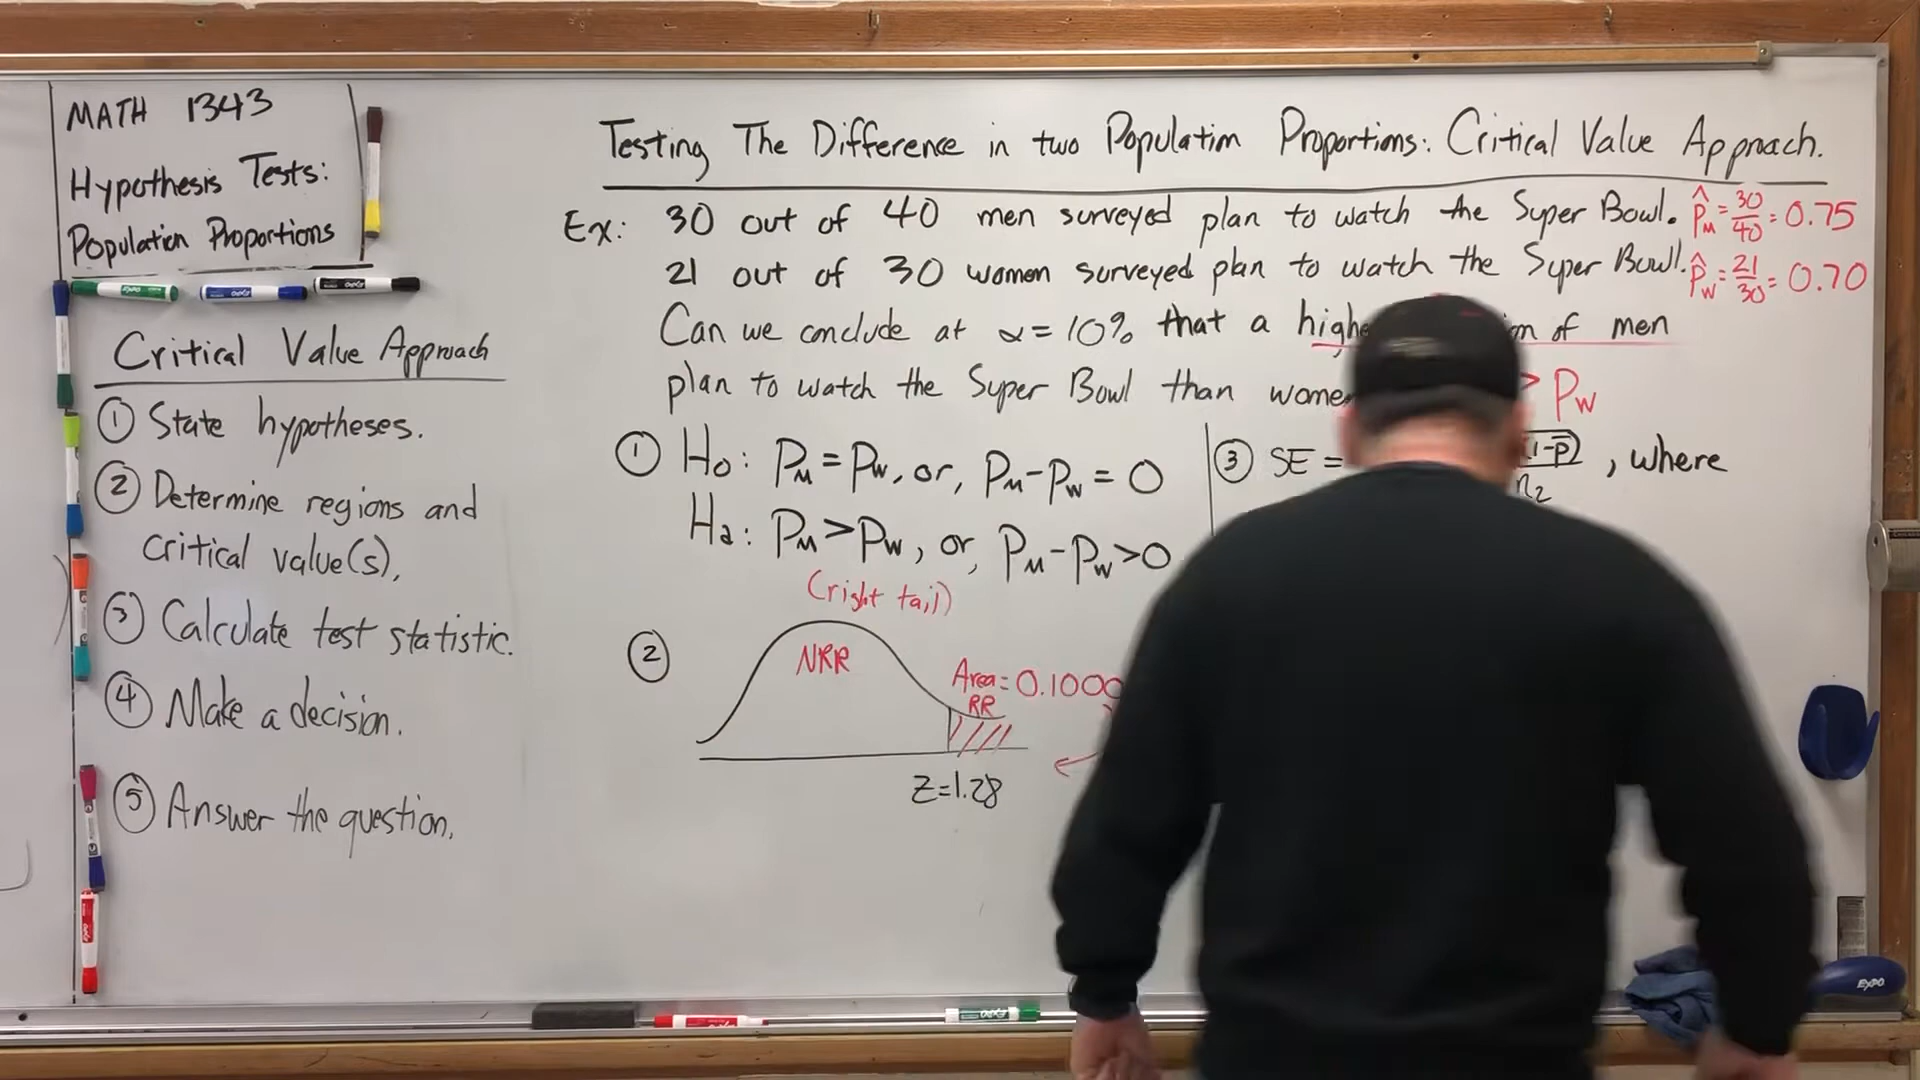 MATH 1343
Hypothesis Tests:
Population Proportions
Critical Value Approach
① State hypotheses.
② Determine regions and
critical value(s).
③ Calculate test statistic.
④ Make a decision.
⑤ Answer the question.
Testing The Difference in two Population Proportions: Critical Value Approach.
Ex: 30 out of 40 men surveyed plan to watch the Super Bowl. p̂M = 30/40 = 0.75
21 out of 30 women surveyed plan to watch the Super Bowl. p̂W = 21/30 = 0.70
Can we conclude at α = 10% that a of men
plan to watch the Super Bowl than > PW
① H0: PM = PW, or, PM - PW = 0
Ha: PM > PW, or, PM - PW > 0
(right tail)
② NRR
Area = 0.1000
RR
Z = 1.28
③ SE = , where
n2
EXPO